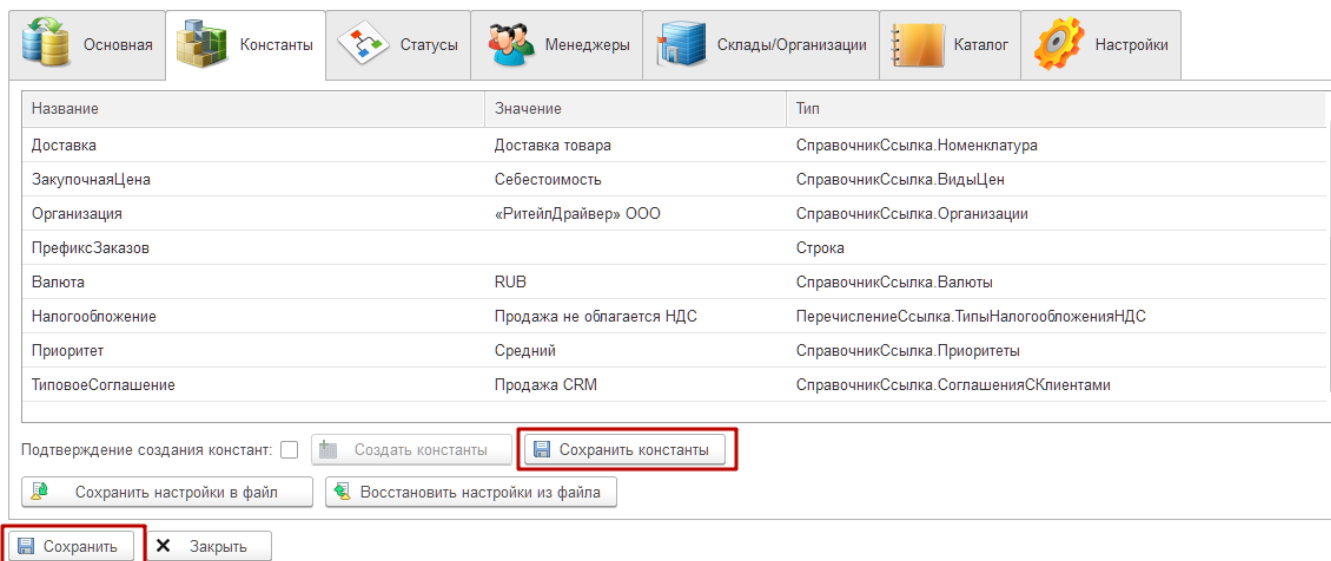 Основная Константы Статусы Менеджеры Склады/Организации Каталог Настройки
Название Значение Тип
Доставка Доставка товара СправочникСсылка.Номенклатура
ЗакупочнаяЦена Себестоимость СправочникСсылка.ВидыЦен
Организация «РитейлДрайвер» ООО СправочникСсылка.Организации
ПрефиксЗаказов Строка
Валюта RUB СправочникСсылка.Валюты
Налогообложение Продажа не облагается НДС ПеречислениеСсылка.ТипыНалогообложенияНДС
Приоритет Средний СправочникСсылка.Приоритеты
ТиповоеСоглашение Продажа CRM СправочникСсылка.СоглашенияСКлиентами
Подтверждение создания констант: Создать константы Сохранить константы
Сохранить настройки в файл Восстановить настройки из файла
Сохранить Закрыть